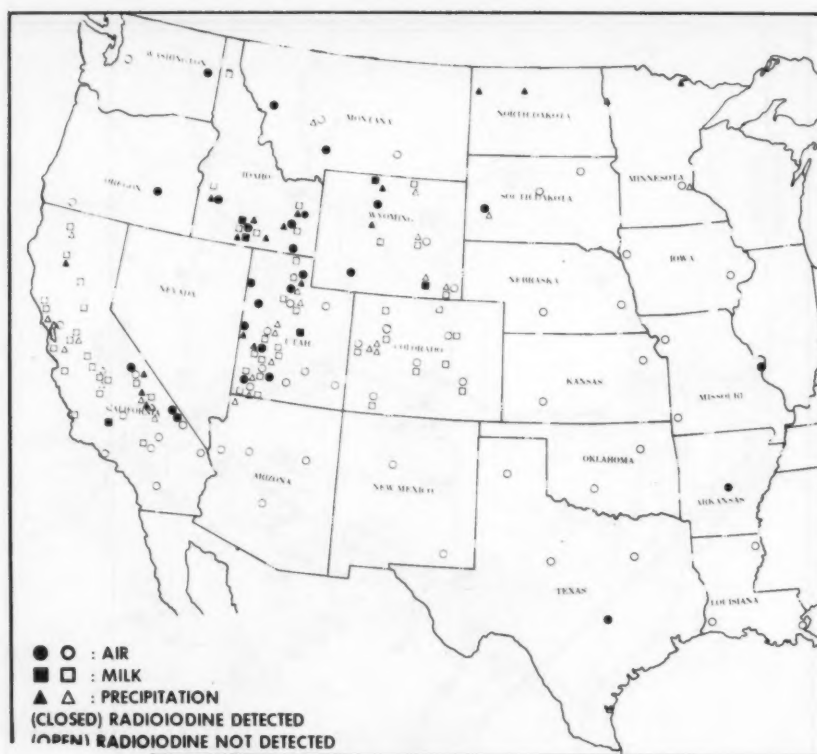 WASHINGTON
MONTANA
NORTH DAKOTA
MINNESOTA
OREGON
IDAHO
WYOMING
SOUTH DAKOTA
IOWA
NEVADA
NEBRASKA
UTAH
COLORADO
KANSAS
MISSOURI
CALIFORNIA
ARIZONA
NEW MEXICO
OKLAHOMA
ARKANSAS
TEXAS
LOUISIANA
: AIR
: MILK
: PRECIPITATION
(CLOSED) RADIOIODINE DETECTED
(OPEN) RADIOIODINE NOT DETECTED